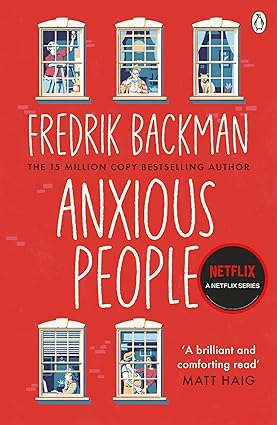 FREDRIK BACKMAN
THE 15 MILLION COPY BESTSELLING AUTHOR
ANXIOUS
PEOPLE
NETFLIX
A NETFLIX SERIES
‘A brilliant and
comforting read’
MATT HAIG